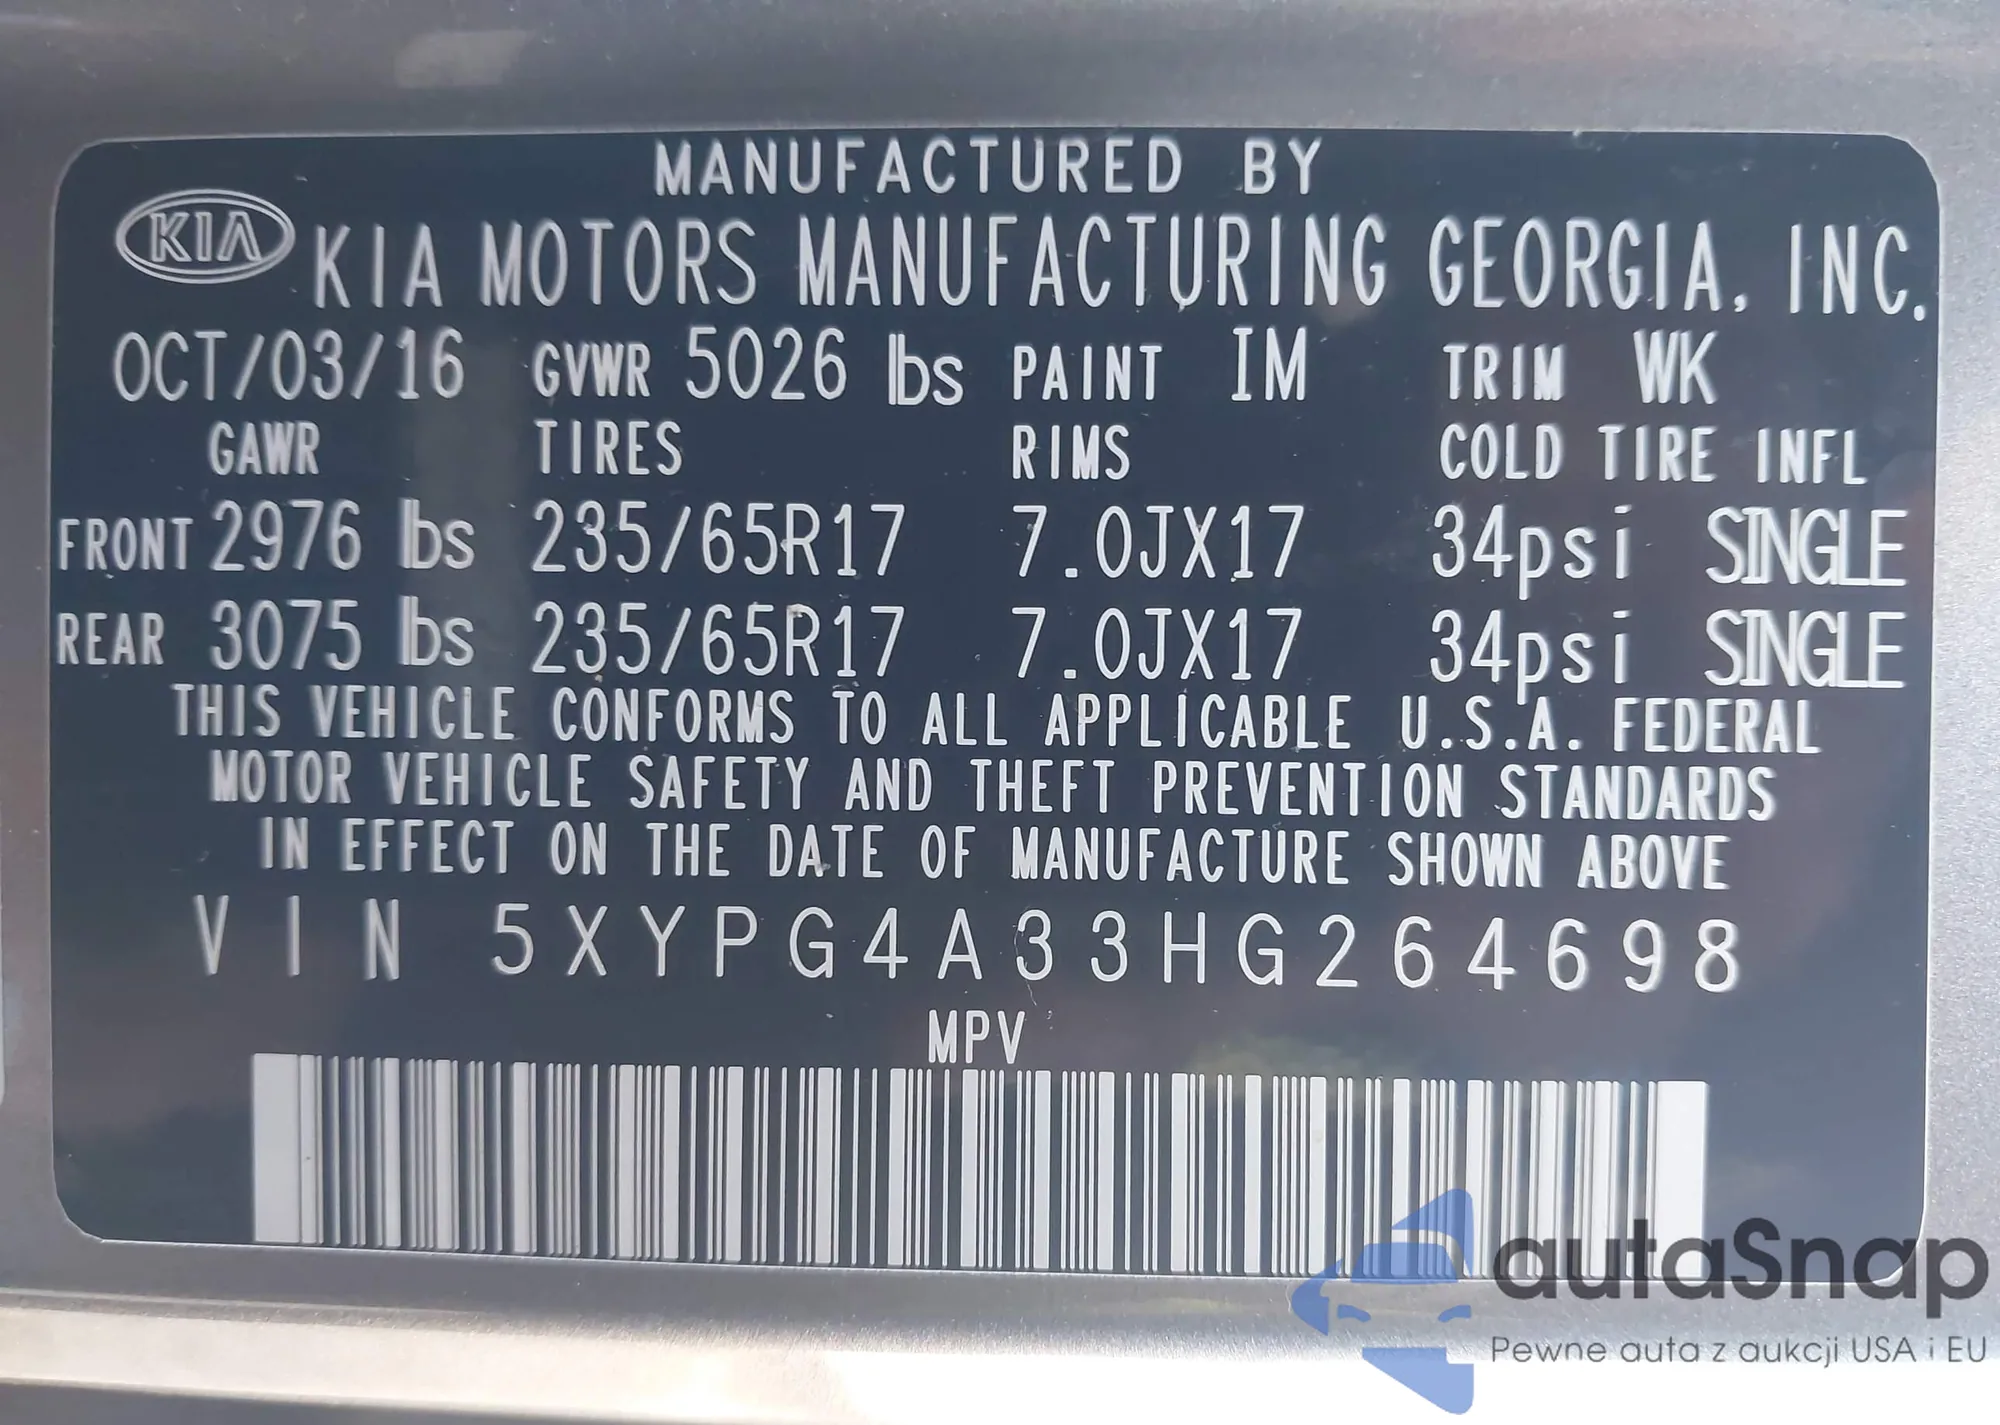 MANUFACTURED BY
KIA KIA MOTORS MANUFACTURING GEORGIA, INC.
OCT/03/16 GVWR 5026 lbs PAINT IM TRIM WK
GAWR TIRES RIMS COLD TIRE INFL
FRONT 2976 lbs 235/65R17 7.0JX17 34psi SINGLE
REAR 3075 lbs 235/65R17 7.0JX17 34psi SINGLE
THIS VEHICLE CONFORMS TO ALL APPLICABLE U.S.A. FEDERAL
MOTOR VEHICLE SAFETY AND THEFT PREVENTION STANDARDS
IN EFFECT ON THE DATE OF MANUFACTURE SHOWN ABOVE
VIN 5XYPG4A33HG264698
MPV
autaSnap
Pewne auta z aukcji USA i EU